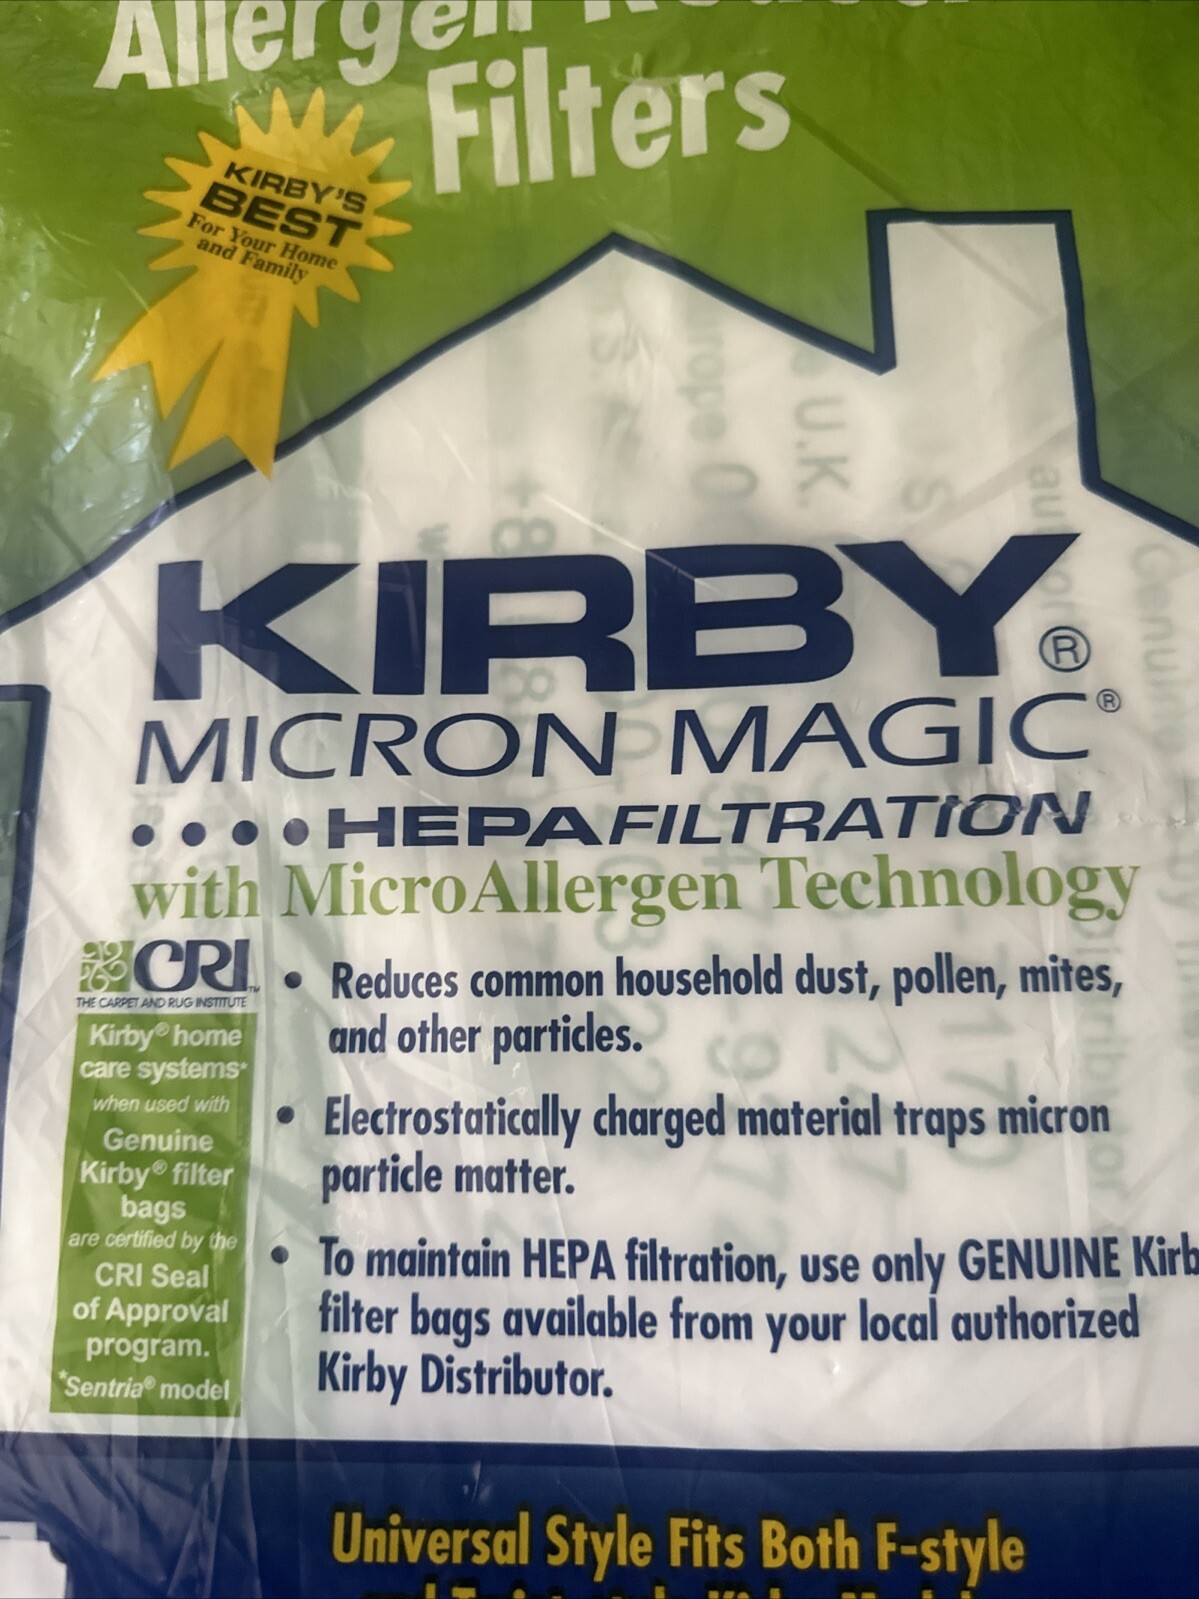 Allergen
Filters
KIRBY'S
BEST
For Your Home
and Family
KIRBY®
MICRON MAGIC®
••••HEPAFILTRATION
with MicroAllergen Technology
CRI™
THE CARPET AND RUG INSTITUTE
Kirby® home
care systems*
when used with
Genuine
Kirby® filter
bags
are certified by the
CRI Seal
of Approval
program.
*Sentria® model
• Reduces common household dust, pollen, mites,
and other particles.
• Electrostatically charged material traps micron
particle matter.
• To maintain HEPA filtration, use only GENUINE Kirb
filter bags available from your local authorized
Kirby Distributor.
Universal Style Fits Both F-style